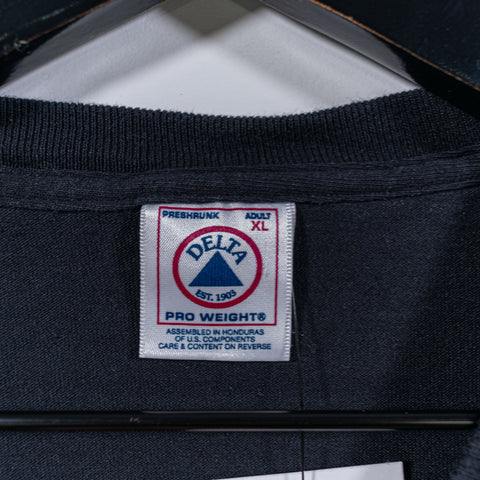 PRESHRUNK ADULT
XL
DELTA
EST. 1903
PRO WEIGHT®
ASSEMBLED IN HONDURAS
OF U.S. COMPONENTS
CARE & CONTENT ON REVERSE